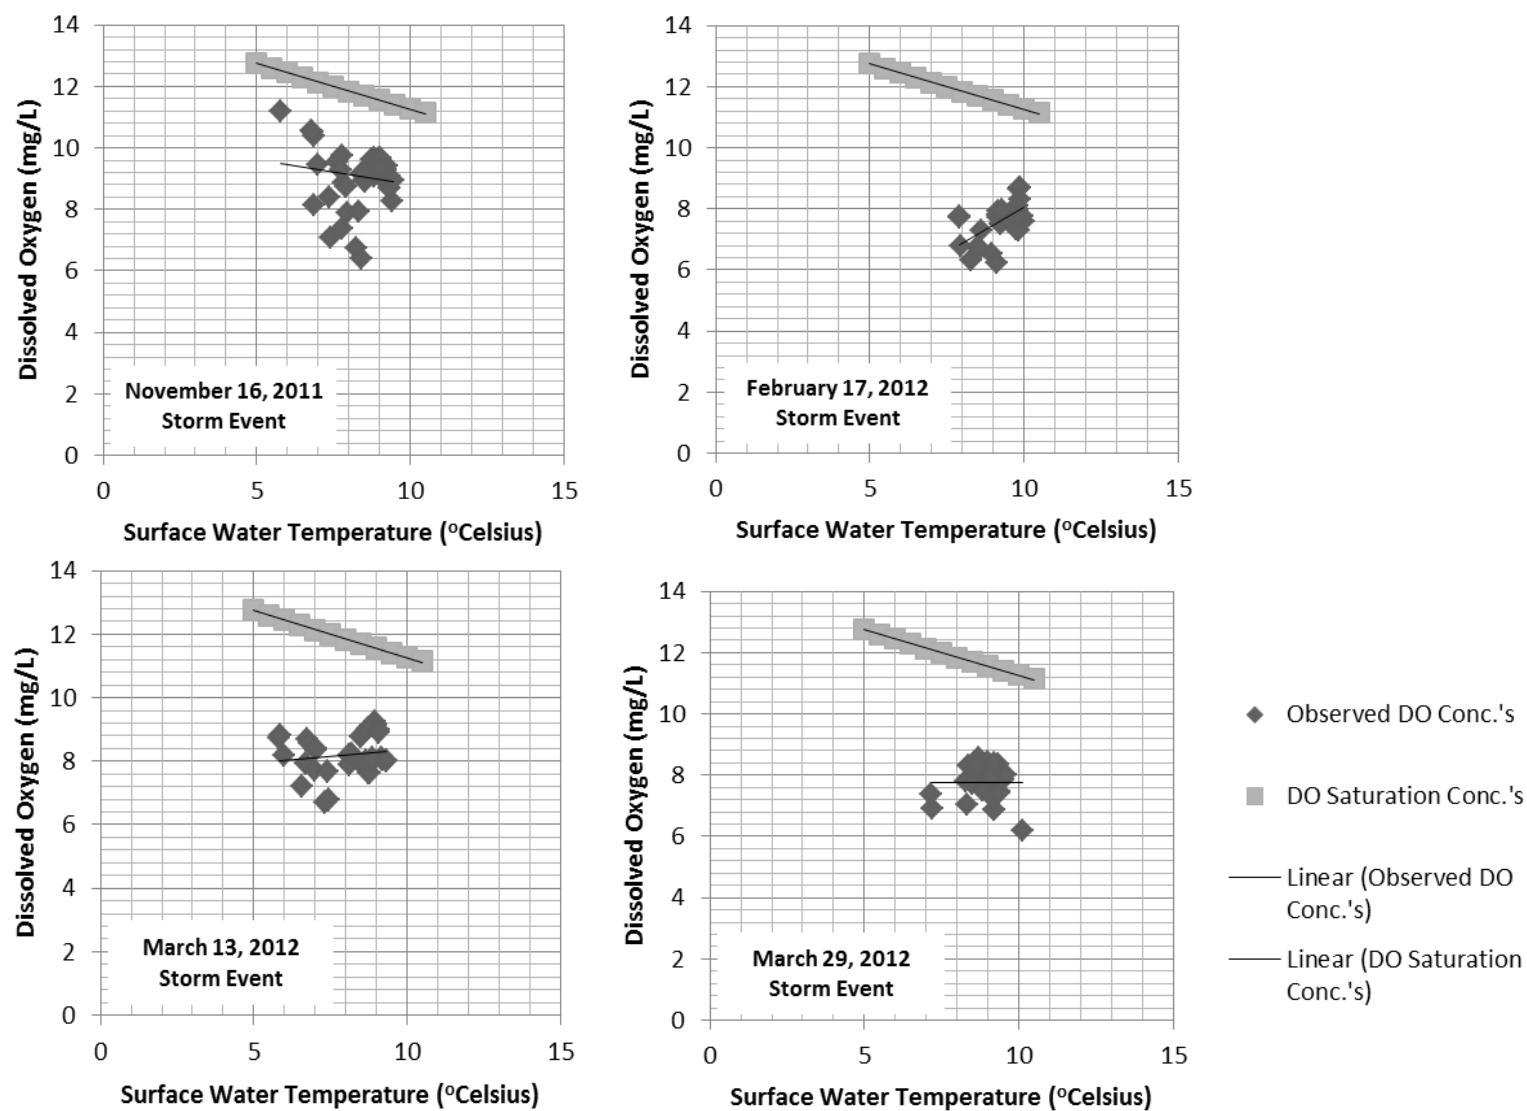 14
12
10
8
6
4
2
0
Dissolved Oxygen (mg/L)
November 16, 2011
Storm Event
0 5 10 15
Surface Water Temperature (ºCelsius)
14
12
10
8
6
4
2
0
Dissolved Oxygen (mg/L)
February 17, 2012
Storm Event
0 5 10 15
Surface Water Temperature (ºCelsius)
14
12
10
8
6
4
2
0
Dissolved Oxygen (mg/L)
March 13, 2012
Storm Event
0 5 10 15
Surface Water Temperature (ºCelsius)
14
12
10
8
6
4
2
0
Dissolved Oxygen (mg/L)
March 29, 2012
Storm Event
0 5 10 15
Surface Water Temperature (ºCelsius)
Observed DO Conc.'s
DO Saturation Conc.'s
Linear (Observed DO
Conc.'s)
Linear (DO Saturation
Conc.'s)